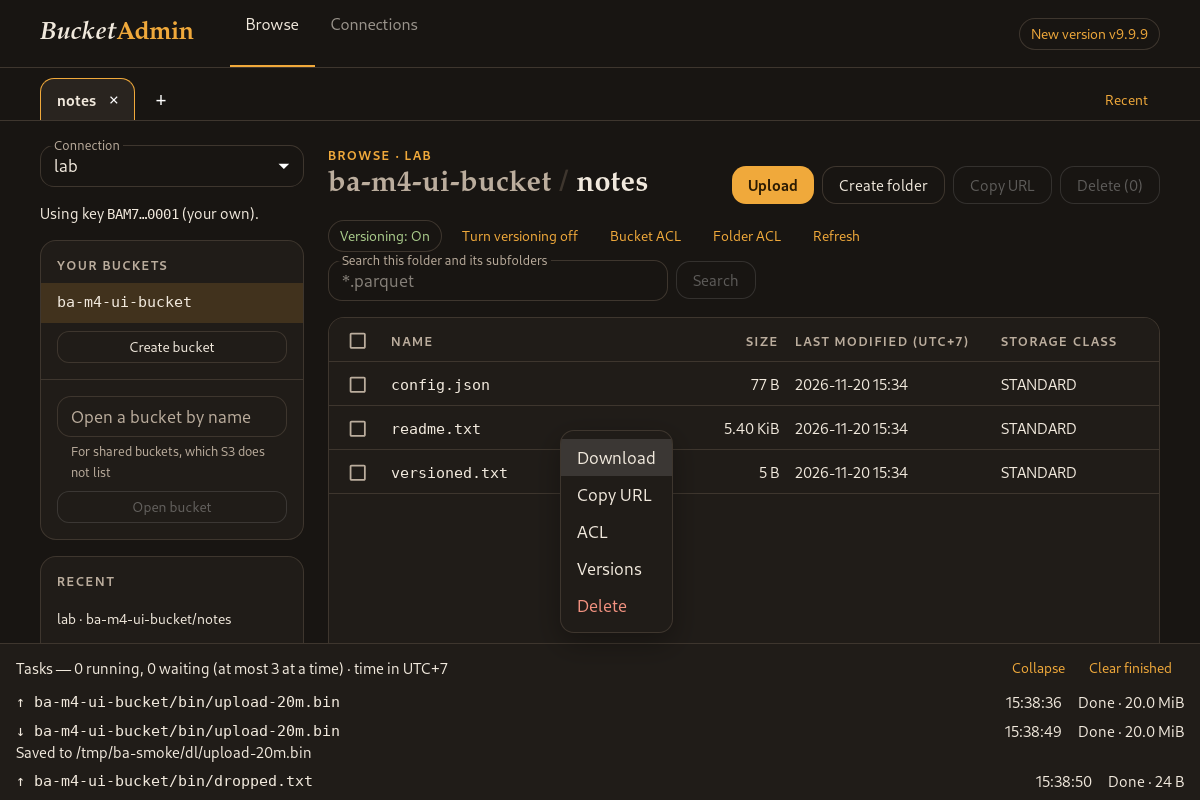 BucketAdmin
Browse
Connections
New version v9.9.9
notes ×
+
Recent
Connection
lab
Using key BAM7…0001 (your own).
YOUR BUCKETS
ba-m4-ui-bucket
Create bucket
Open a bucket by name
For shared buckets, which S3 does
not list
Open bucket
RECENT
lab · ba-m4-ui-bucket/notes
BROWSE · LAB
ba-m4-ui-bucket / notes
Upload
Create folder
Copy URL
Delete (0)
Versioning: On
Turn versioning off
Bucket ACL
Folder ACL
Refresh
Search this folder and its subfolders
*.parquet
Search
NAME SIZE LAST MODIFIED (UTC+7) STORAGE CLASS
config.json 77 B 2026-11-20 15:34 STANDARD
readme.txt 5.40 KiB 2026-11-20 15:34 STANDARD
versioned.txt 5 B 2026-11-20 15:34 STANDARD
Download
Copy URL
ACL
Versions
Delete
Tasks — 0 running, 0 waiting (at most 3 at a time) · time in UTC+7
Collapse
Clear finished
↑ ba-m4-ui-bucket/bin/upload-20m.bin 15:38:36 Done · 20.0 MiB
↓ ba-m4-ui-bucket/bin/upload-20m.bin 15:38:49 Done · 20.0 MiB
Saved to /tmp/ba-smoke/dl/upload-20m.bin
↑ ba-m4-ui-bucket/bin/dropped.txt 15:38:50 Done · 24 B